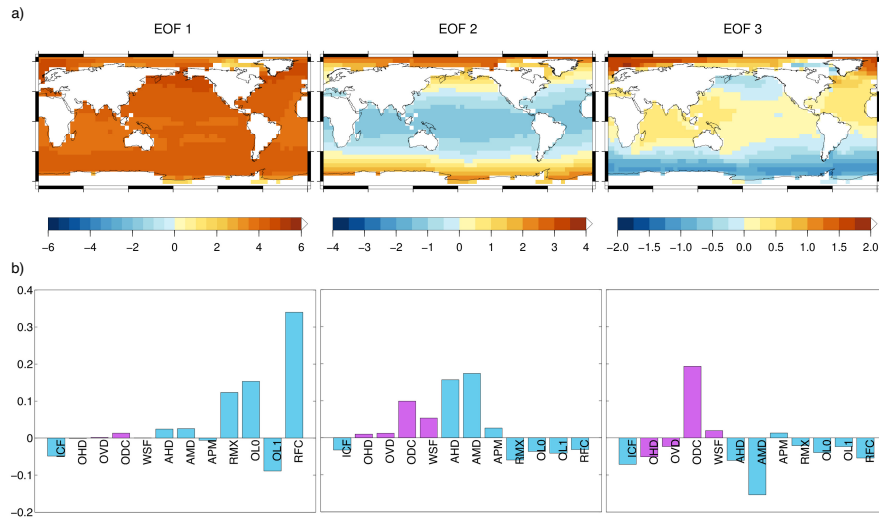 a)
EOF 1 EOF 2 EOF 3
−6 −4 −2 0 2 4 6 −4 −3 −2 −1 0 1 2 3 4 −2.0 −1.5 −1.0 −0.5 0.0 0.5 1.0 1.5 2.0
b)
0.4
0.3
0.2
0.1
0
−0.1
−0.2
ICF OHD OVD ODC WSF AHD AMD APM RMX OL0 OL1 RFC
ICF OHD OVD ODC WSF AHD AMD APM RMX OL0 OL1 RFC
ICF OHD OVD ODC WSF AHD AMD APM RMX OL0 OL1 RFC